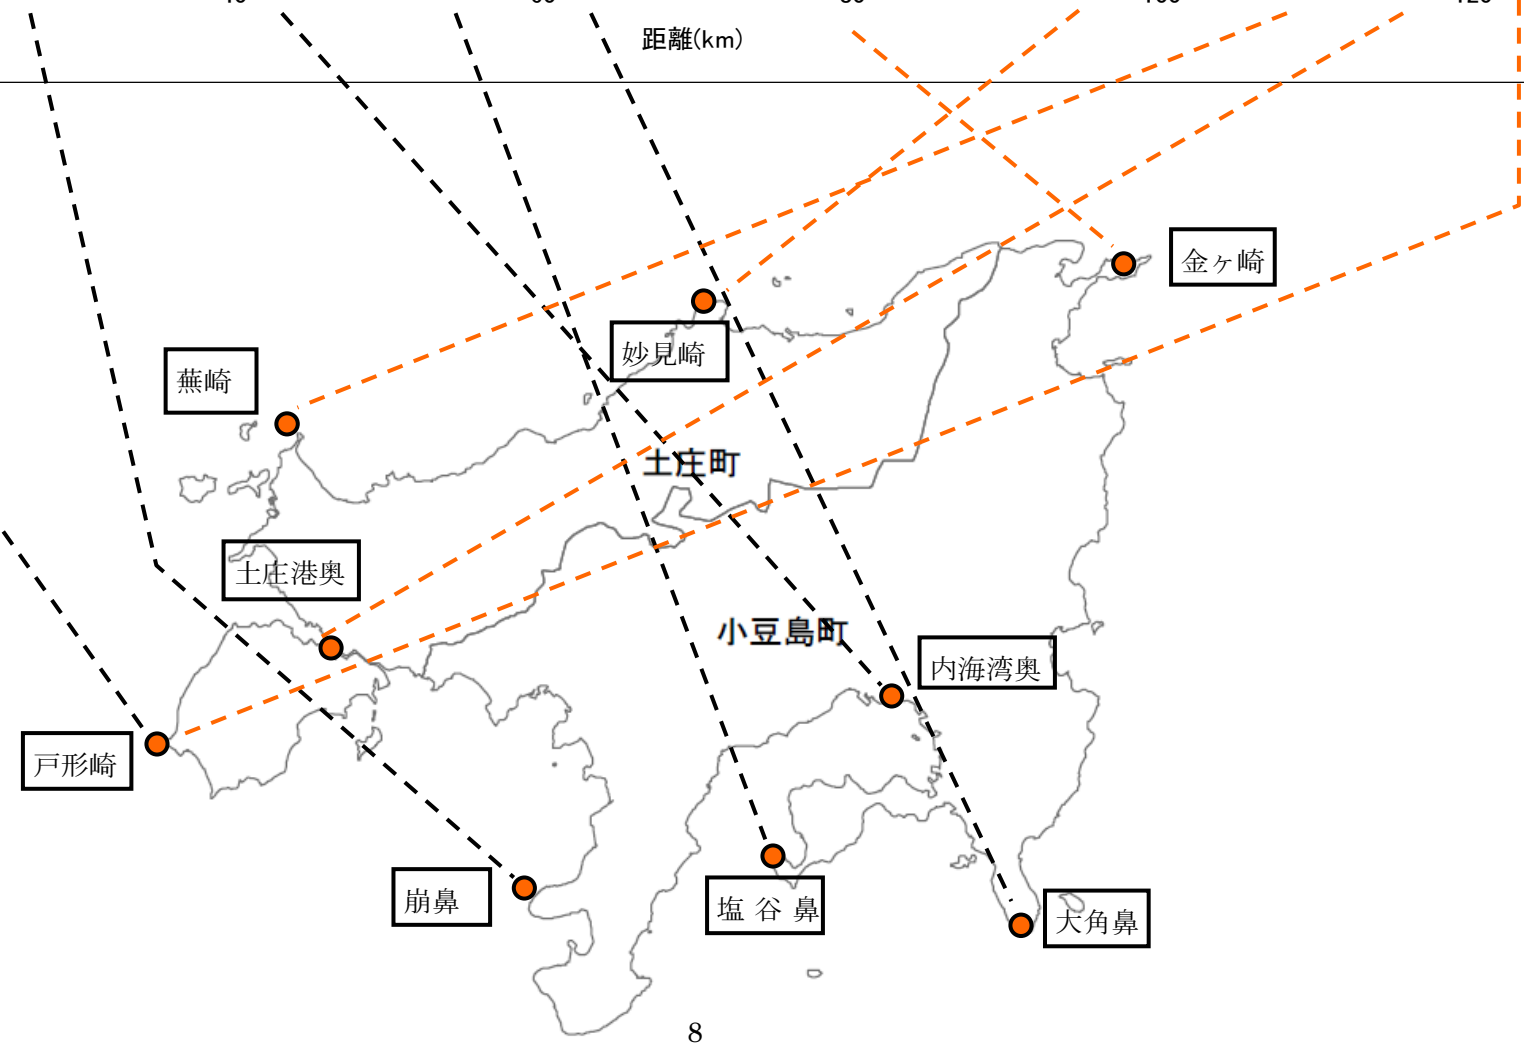 距離(km)
金ヶ崎
妙見崎
蕪崎
土庄町
土庄港奥
小豆島町
内海湾奥
戸形崎
崩鼻
塩谷鼻
大角鼻
8